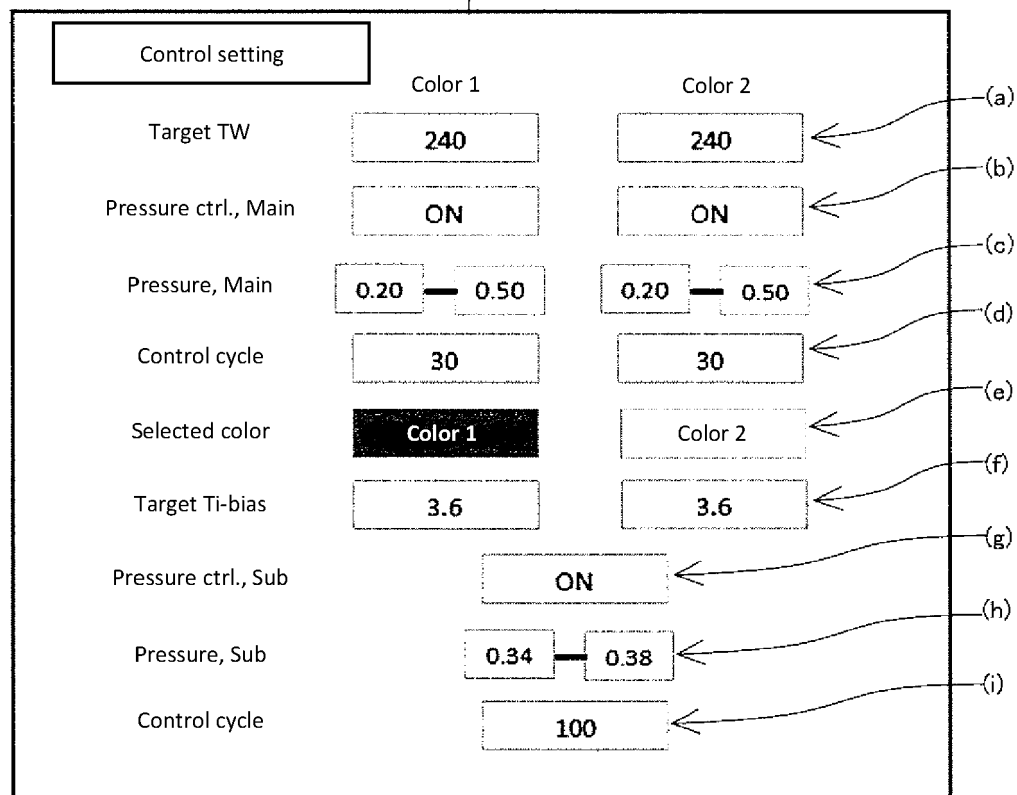 Control setting
Color 1 Color 2
(a)
Target TW 240 240
(b)
Pressure ctrl., Main ON ON
(c)
Pressure, Main 0.20 0.50 0.20 0.50
(d)
Control cycle 30 30
(e)
Selected color Color 1 Color 2
(f)
Target Ti-bias 3.6 3.6
(g)
Pressure ctrl., Sub ON
(h)
Pressure, Sub 0.34 0.38
(i)
Control cycle 100